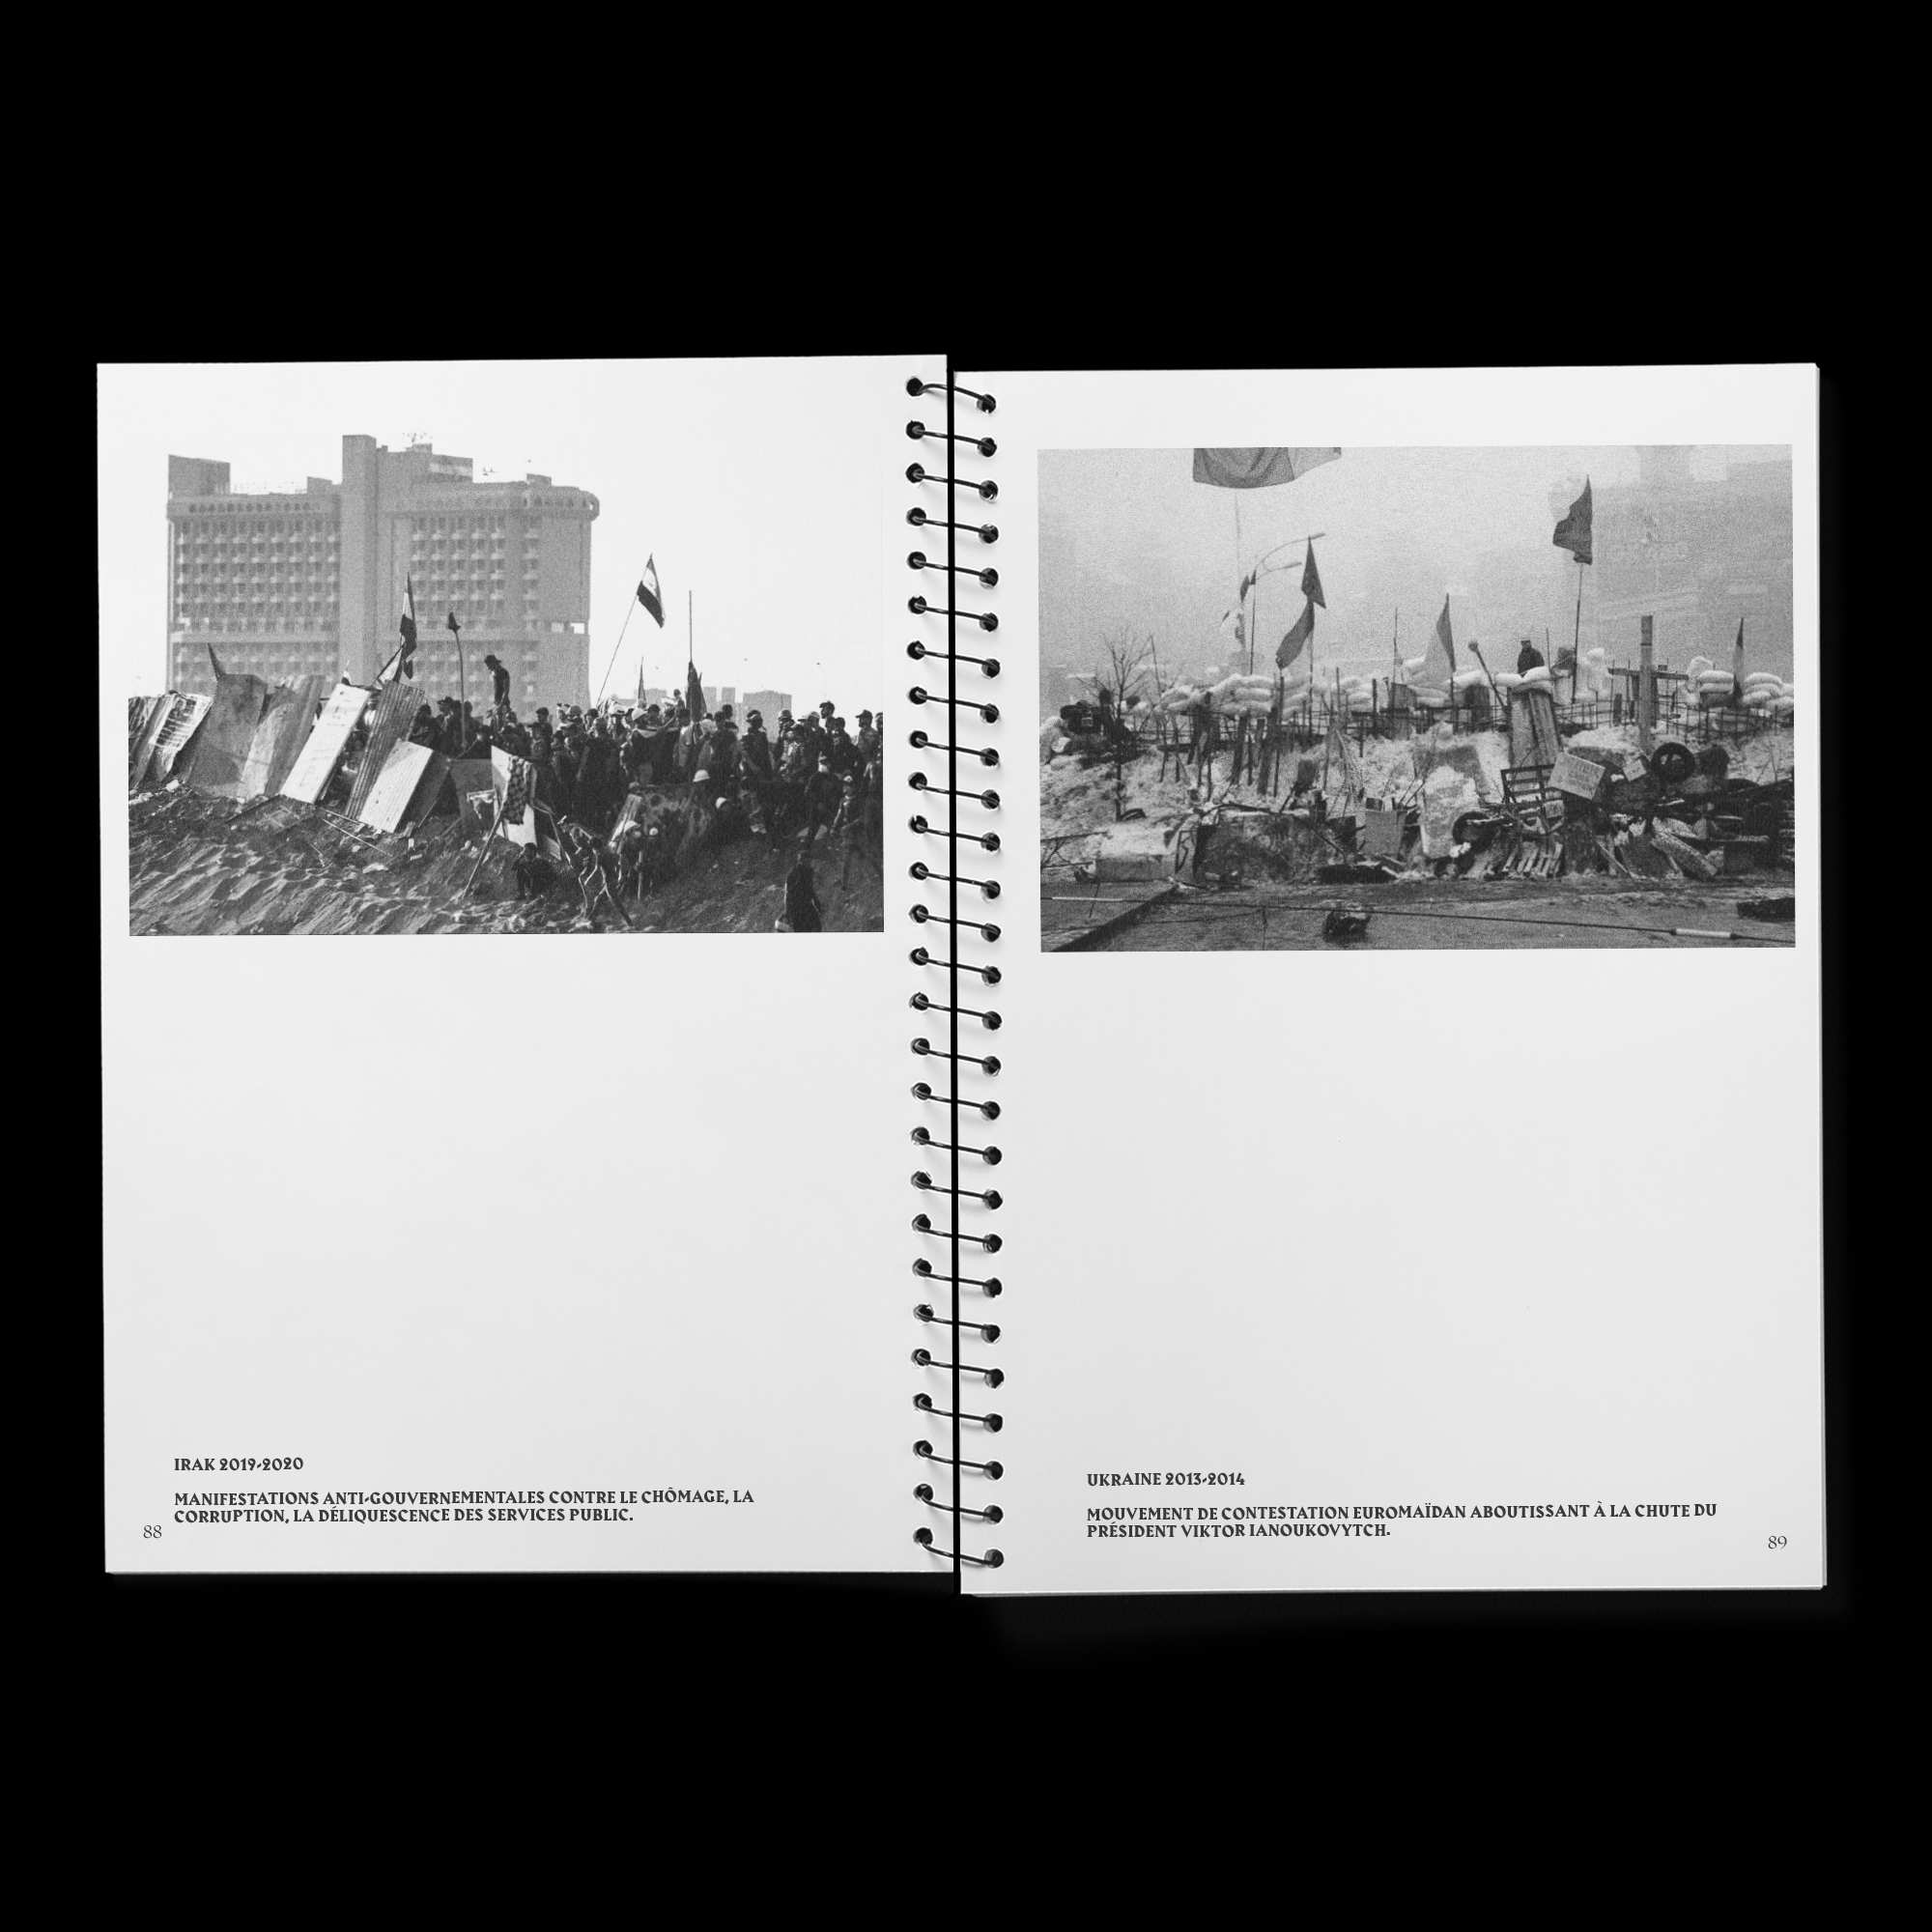 IRAK 2019-2020
MANIFESTATIONS ANTI-GOUVERNEMENTALES CONTRE LE CHÔMAGE, LA
CORRUPTION, LA DÉLIQUESCENCE DES SERVICES PUBLIC.
88
UKRAINE 2013-2014
MOUVEMENT DE CONTESTATION EUROMAÏDAN ABOUTISSANT À LA CHUTE DU
PRÉSIDENT VIKTOR IANOUKOVYTCH.
89